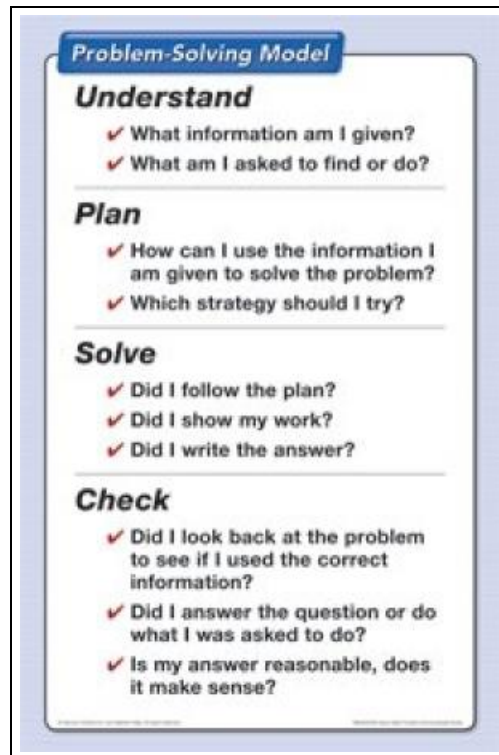 Problem-Solving Model
Understand
✔ What information am I given?
✔ What am I asked to find or do?
Plan
✔ How can I use the information I
am given to solve the problem?
✔ Which strategy should I try?
Solve
✔ Did I follow the plan?
✔ Did I show my work?
✔ Did I write the answer?
Check
✔ Did I look back at the problem
to see if I used the correct
information?
✔ Did I answer the question or do
what I was asked to do?
✔ Is my answer reasonable, does
it make sense?